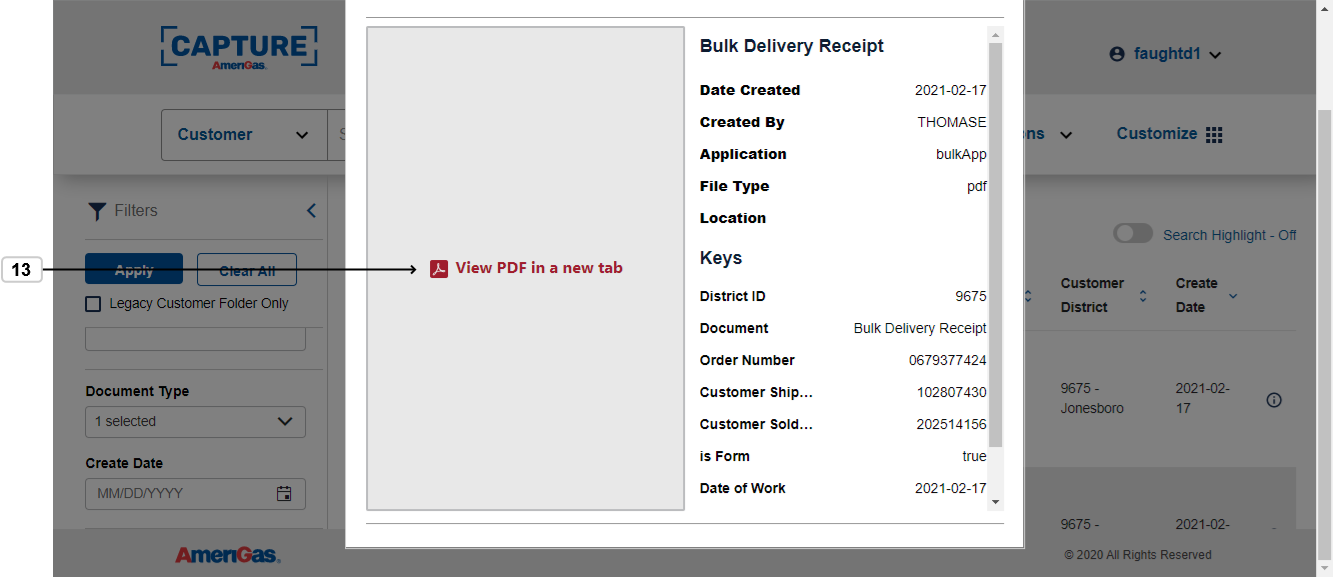 CAPTURE
AmeriGas.
faughtd1
Customer
S
ns
Customize
Filters
Apply
Clear All
Legacy Customer Folder Only
Document Type
1 selected
Create Date
MM/DD/YYYY
AmeriGas.
13
View PDF in a new tab
Bulk Delivery Receipt
Date Created 2021-02-17
Created By THOMASE
Application bulkApp
File Type pdf
Location
Keys
District ID 9675
Document Bulk Delivery Receipt
Order Number 0679377424
Customer Ship... 102807430
Customer Sold... 202514156
is Form true
Date of Work 2021-02-17
Search Highlight - Off
Customer District
Create Date
9675 - Jonesboro
2021-02-17
9675 -
2021-02-
© 2020 All Rights Reserved